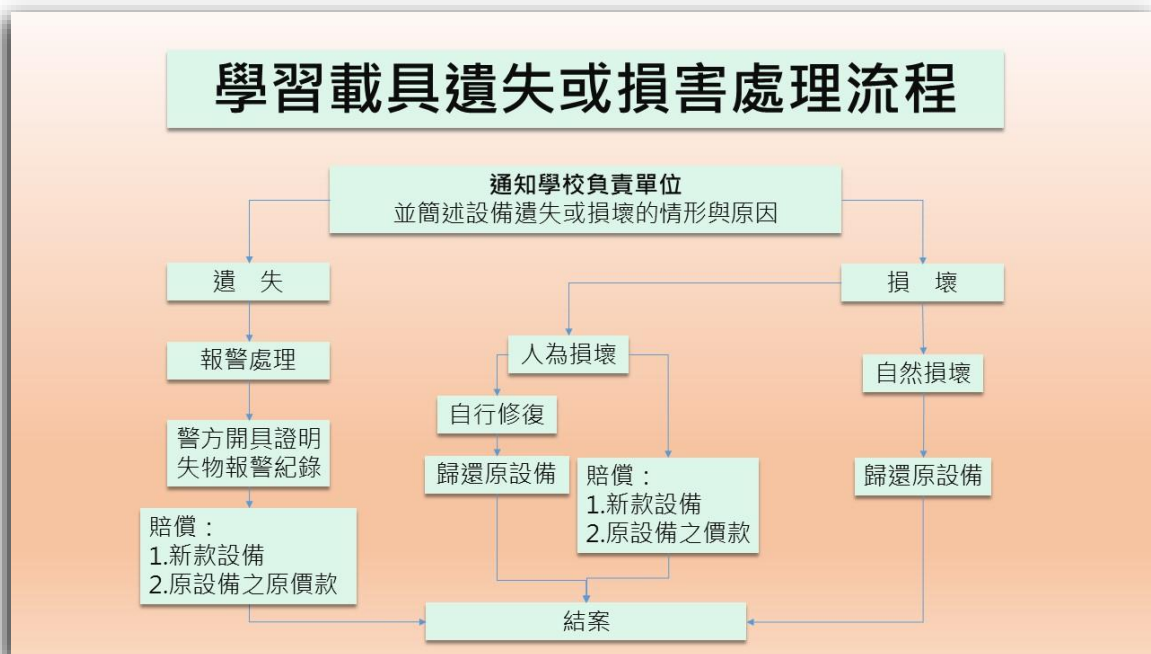 學習載具遺失或損害處理流程
通知學校負責單位
並簡述設備遺失或損壞的情形與原因
遺 失
損 壞
報警處理
人為損壞
自然損壞
自行修復
警方開具證明
失物報警紀錄
歸還原設備
賠償：
1.新款設備
2.原設備之價款
歸還原設備
賠償：
1.新款設備
2.原設備之原價款
結案